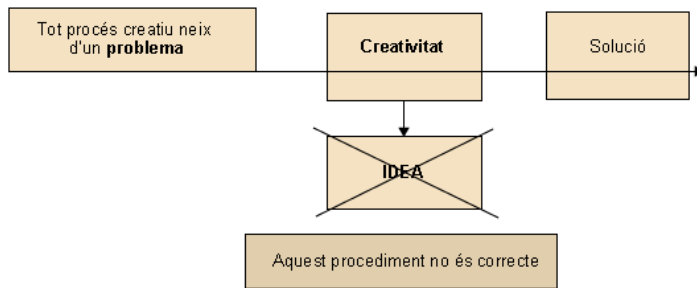 Tot procés creatiu neix
d'un problema
Creativitat
Solució
IDEA
Aquest procediment no és correcte